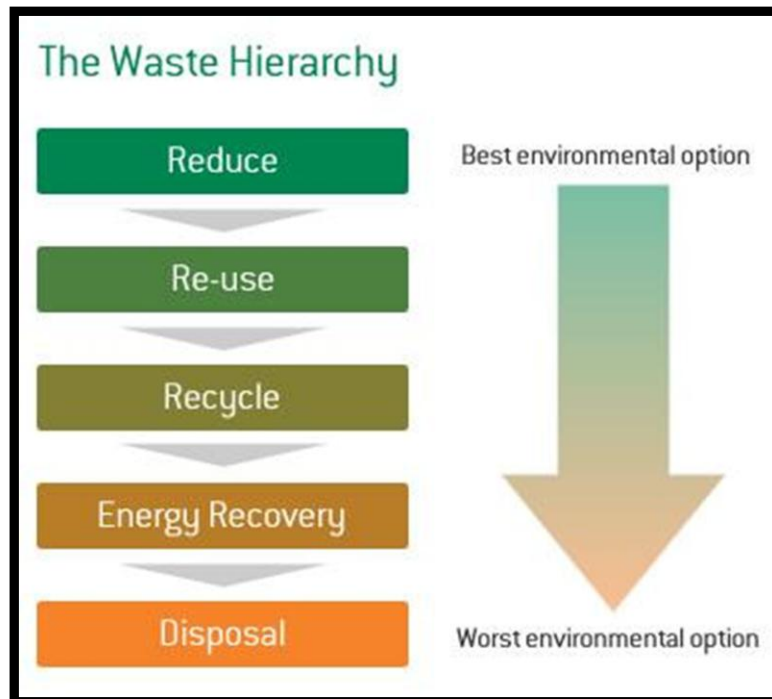 The Waste Hierarchy
Reduce
Best environmental option
Re-use
Recycle
Energy Recovery
Disposal
Worst environmental option